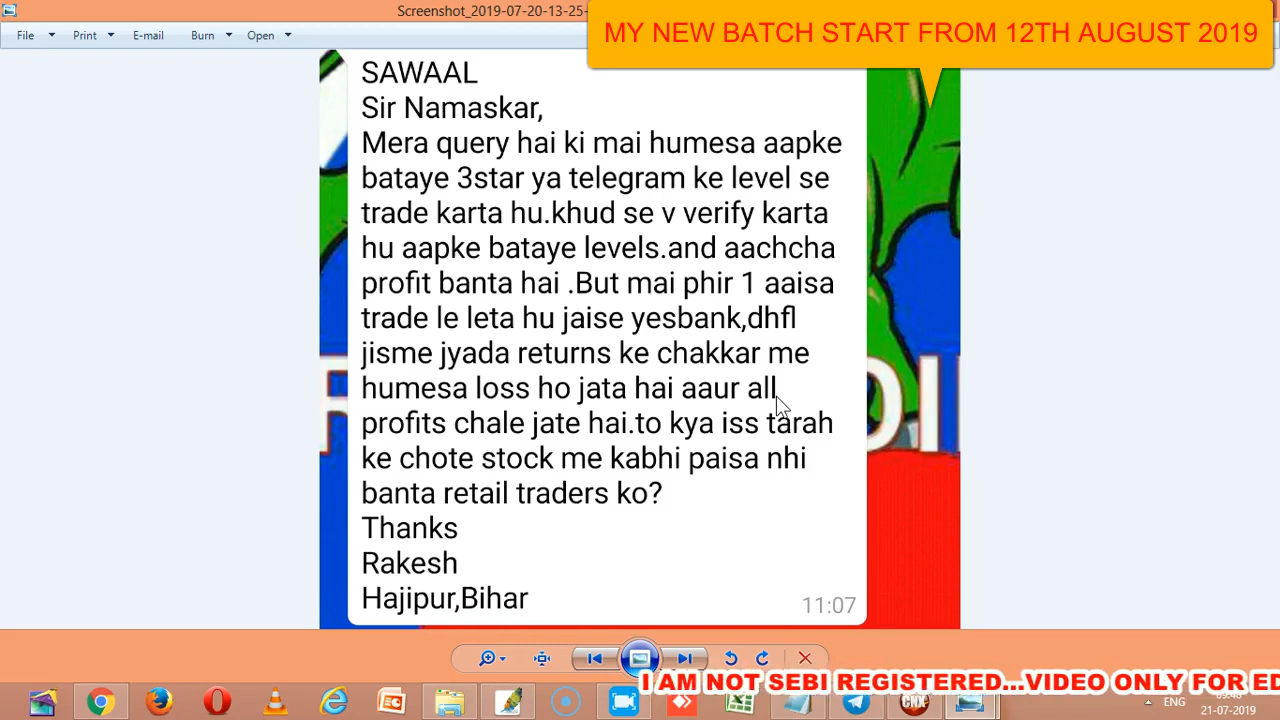 Screenshot_2019-07-20-13-25-
MY NEW BATCH START FROM 12TH AUGUST 2019
File Print E-mail Burn Open
SAWAAL
Sir Namaskar,
Mera query hai ki mai humesa aapke
bataye 3star ya telegram ke level se
trade karta hu.khud se v verify karta
hu aapke bataye levels.and aachcha
profit banta hai .But mai phir 1 aaisa
trade le leta hu jaise yesbank,dhfl
jisme jyada returns ke chakkar me
humesa loss ho jata hai aaur all
profits chale jate hai.to kya iss tarah
ke chote stock me kabhi paisa nhi
banta retail traders ko?
Thanks
Rakesh
Hajipur,Bihar
11:07
I AM NOT SEBI REGISTERED...VIDEO ONLY FOR ED
ENG
21-07-2019